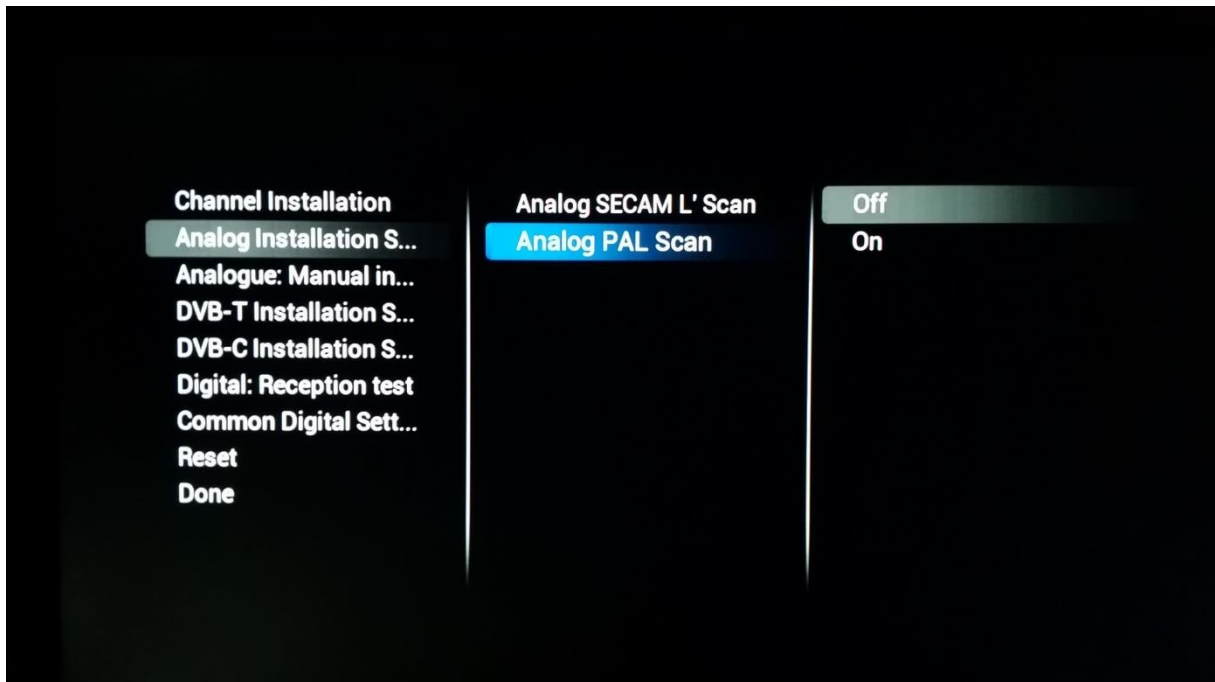 Channel Installation
Analog Installation S...
Analogue: Manual in...
DVB-T Installation S...
DVB-C Installation S...
Digital: Reception test
Common Digital Sett...
Reset
Done
Analog SECAM L' Scan
Analog PAL Scan
Off
On